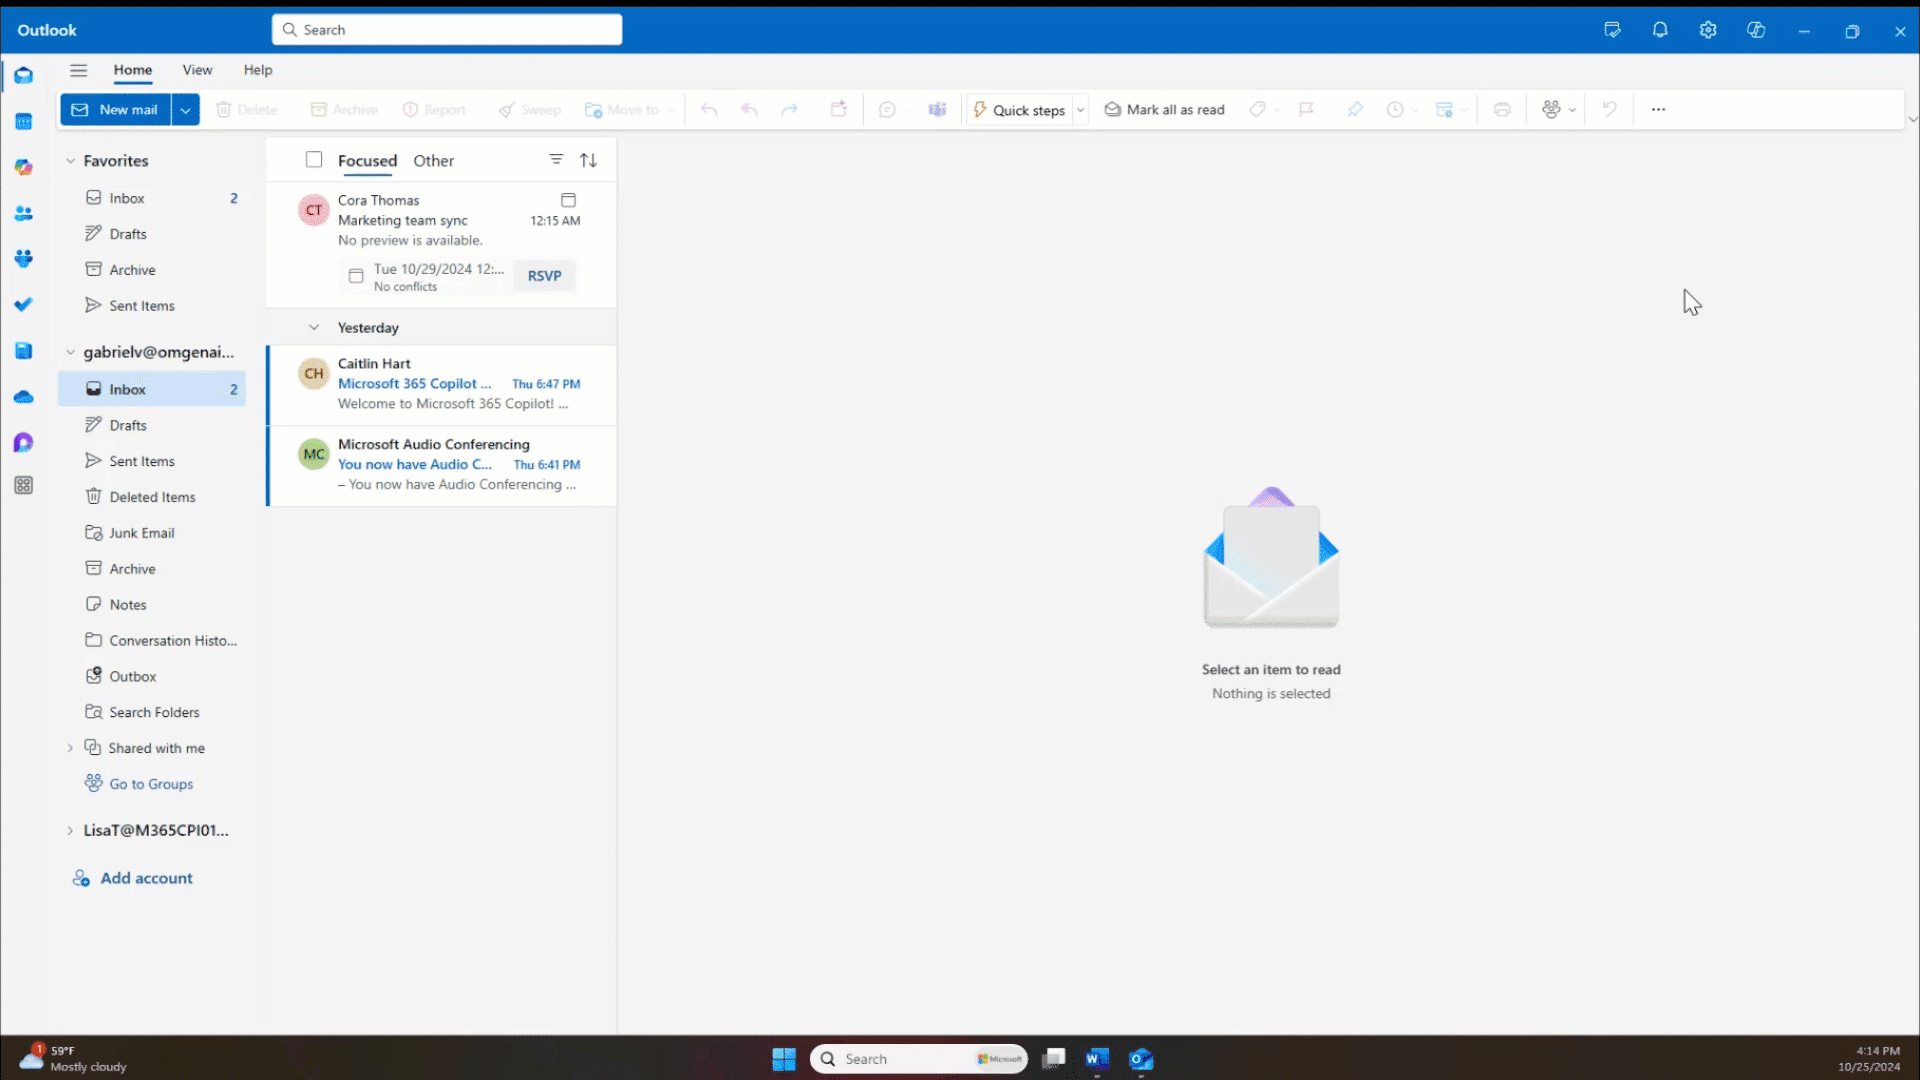 Outlook
Search
Home View Help
New mail Delete Archive Report Sweep Move to Quick steps Mark all as read
Favorites
Inbox 2
Drafts
Archive
Sent Items
gabrielv@omgenai...
Inbox 2
Drafts
Sent Items
Deleted Items
Junk Email
Archive
Notes
Conversation Histo...
Outbox
Search Folders
Shared with me
Go to Groups
LisaT@M365CPI01...
Add account
Focused Other
CT
Cora Thomas
Marketing team sync 12:15 AM
No preview is available.
Tue 10/29/2024 12:...
No conflicts
RSVP
Yesterday
CH
Caitlin Hart
Microsoft 365 Copilot ... Thu 6:47 PM
Welcome to Microsoft 365 Copilot! ...
MC
Microsoft Audio Conferencing
You now have Audio C... Thu 6:41 PM
– You now have Audio Conferencing ...
Select an item to read
Nothing is selected
1
59°F
Mostly cloudy
Search
Microsoft
4:14 PM
10/25/2024